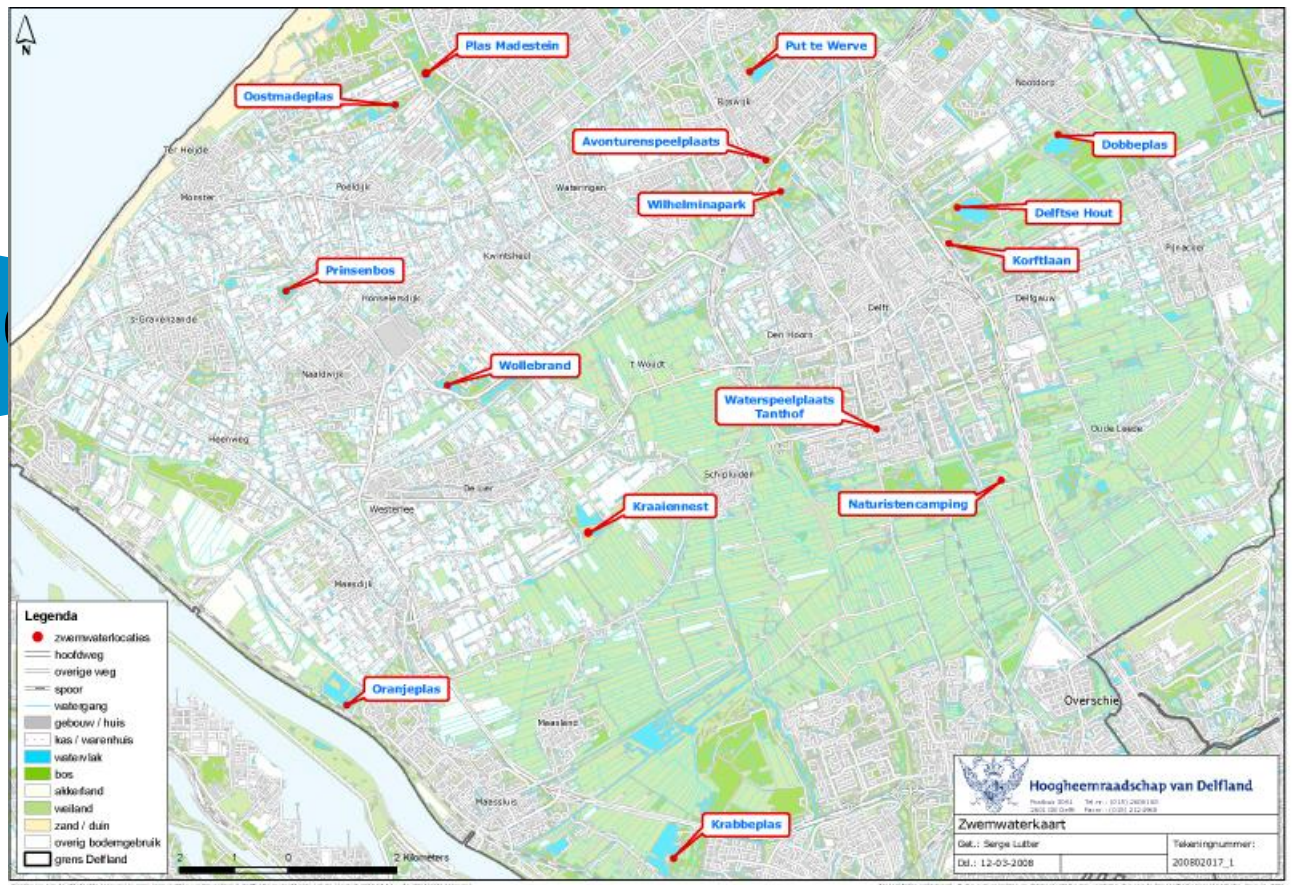 N
Plas Madestein
Put te Werve
Oostmadeplas
Nootdorp
Rijswijk
Avonturenspeelplaats
Dobbeplas
Ter Heijde
Monster
Poeldijk
Wateringen
Wilhelminapark
Delftse Hout
Pijnacker
Korftlaan
Kwintsheul
Prinsenbos
Honselersdijk
Delfgauw
Delft
's-Gravenzande
Den Hoorn
Wollebrand
't Woudt
Naaldwijk
Waterspeelplaats
Tanthof
Oude Leede
Heenweg
Schipluiden
De Lier
Naturistencamping
Kraaiennest
Westerlee
Maasdijk
Oranjeplas
Overschie
Maasland
Maassluis
Krabbeplas
Legenda
zwemwaterlocaties
hoofdweg
overige weg
spoor
watergang
gebouw / huis
kas / warenhuis
watervlak
bos
akkerland
weiland
zand / duin
overig bodemgebruik
grens Delfland
2 1 0 2 Kilometers
Hoogheemraadschap van Delfland
Zwemwaterkaart
Get.: Serge Lutter
Tekeningnummer:
Dd.: 12-03-2008
200802017_1